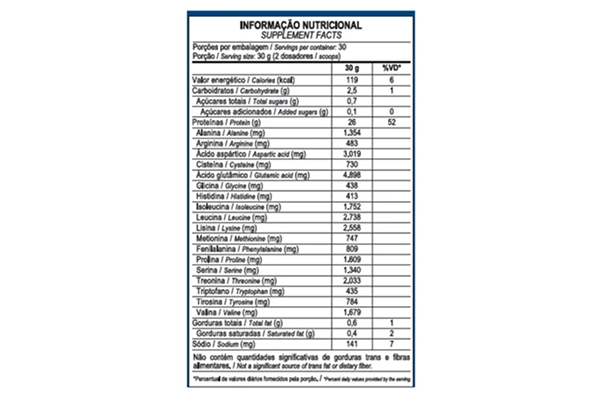 INFORMAÇÃO NUTRICIONAL
SUPPLEMENT FACTS
Porções por embalagem / Servings per container: 30
Porção / Serving size: 30 g (2 dosadores / scoops)
30 g %VD*
Valor energético / Calories (kcal) 119 6
Carboidratos / Carbohydrate (g) 2,5 1
Açúcares totais / Total sugars (g) 0,7
Açúcares adicionados / Added sugars (g) 0,1 0
Proteínas / Protein (g) 26 52
Alanina / Alanine (mg) 1.354
Arginina / Arginine (mg) 483
Ácido aspártico / Aspartic acid (mg) 3,019
Cisteína / Cysteine (mg) 730
Ácido glutâmico / Glutamic acid (mg) 4.898
Glicina / Glycine (mg) 438
Histidina / Histidine (mg) 413
Isoleucina / Isoleucine (mg) 1.752
Leucina / Leucine (mg) 2.738
Lisina / Lysine (mg) 2,558
Metionina / Methionine (mg) 747
Fenilalanina / Phenylalanine (mg) 809
Prolina / Proline (mg) 1.609
Serina / Serine (mg) 1,340
Treonina / Threonine (mg) 2,033
Triptofano / Tryptophan (mg) 435
Tirosina / Tyrosine (mg) 784
Valina / Valine (mg) 1,679
Gorduras totais / Total fat (g) 0,6 1
Gorduras saturadas / Saturated fat (g) 0,4 2
Sódio / Sodium (mg) 141 7
Não contém quantidades significativas de gorduras trans e fibras
alimentares. / Not a significant source of trans fat or dietary fiber.
*Percentual de valores diários fornecidos pela porção. / *Percent daily values provided by the serving